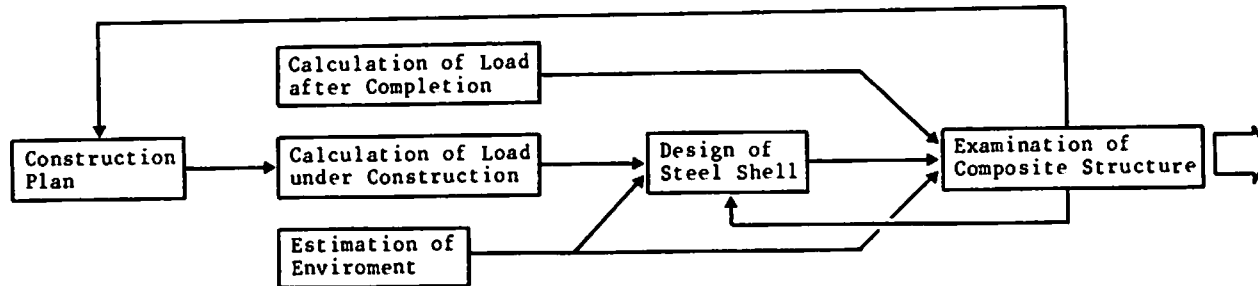 Calculation of Load
after Completion
Construction
Plan
Calculation of Load
under Construction
Design of
Steel Shell
Examination of
Composite Structure
Estimation of
Enviroment